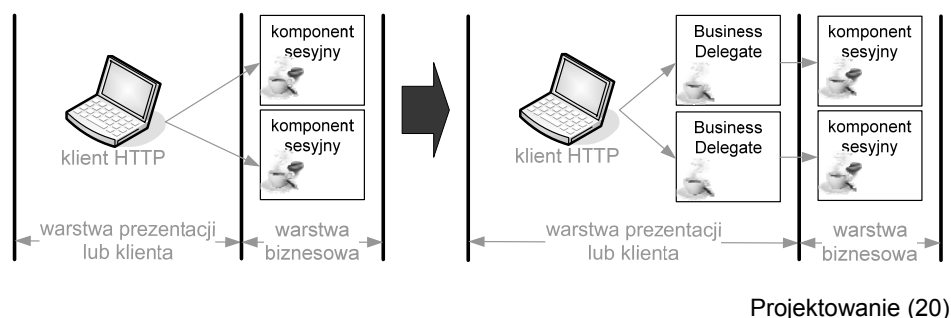 komponent
sesyjny
komponent
sesyjny
klient HTTP
warstwa prezentacji
lub klienta
warstwa
biznesowa
Business
Delegate
komponent
sesyjny
Business
Delegate
komponent
sesyjny
klient HTTP
warstwa prezentacji
lub klienta
warstwa
biznesowa
Projektowanie (20)